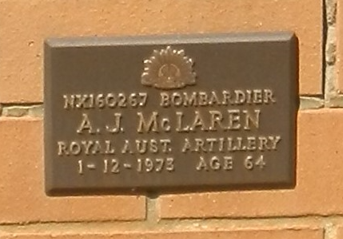 NX160267 BOMBARDIER
A. J. McLAREN
ROYAL AUST. ARTILLERY
1-12-1973 AGE 64